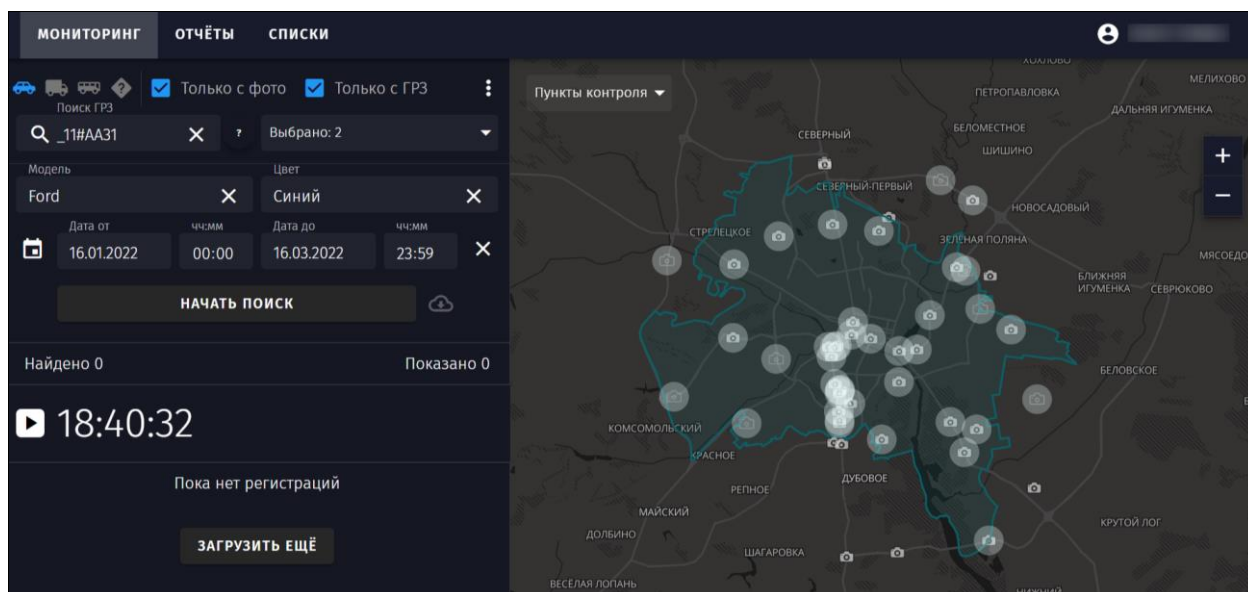 МОНИТОРИНГ ОТЧЁТЫ СПИСКИ
Только с фото Только с ГРЗ
Поиск ГРЗ
_11#AA31 ? Выбрано: 2
Модель Цвет
Ford Синий
Дата от чч:мм Дата до чч:мм
16.01.2022 00:00 16.03.2022 23:59
НАЧАТЬ ПОИСК
Найдено 0 Показано 0
18:40:32
Пока нет регистраций
ЗАГРУЗИТЬ ЕЩЁ
Пункты контроля
+
−
ХОХЛОВО
МЕЛИХОВО
ПЕТРОПАВЛОВКА
ДАЛЬНЯЯ ИГУМЕНКА
СЕВЕРНЫЙ
БЕЛОМЕСТНОЕ
ШИШИНО
СЕВЕРНЫЙ-ПЕРВЫЙ
НОВОСАДОВЫЙ
СТРЕЛЕЦКОЕ
ЗЕЛЁНАЯ ПОЛЯНА
МЯСОЕДО
БЛИЖНЯЯ
ИГУМЕНКА
СЕВРЮКОВО
БЕЛОВСКОЕ
КОМСОМОЛЬСКИЙ
КРАСНОЕ
РЕПНОЕ
ДУБОВОЕ
МАЙСКИЙ
КРУТОЙ ЛОГ
ДОЛБИНО
ШАГАРОВКА
ВЕСЁЛАЯ ЛОПАНЬ